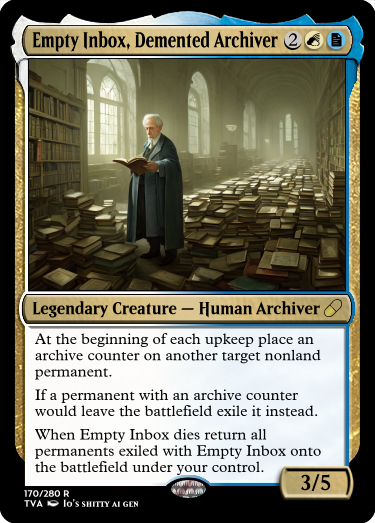 Empty Inbox, Demented Archiver 2
Legendary Creature — Human Archiver
At the beginning of each upkeep place an
archive counter on another target nonland
permanent.
If a permanent with an archive counter
would leave the battlefield exile it instead.
When Empty Inbox dies return all
permanents exiled with Empty Inbox onto
the battlefield under your control.
3/5
170/280 R
TVA Io's shitty ai gen